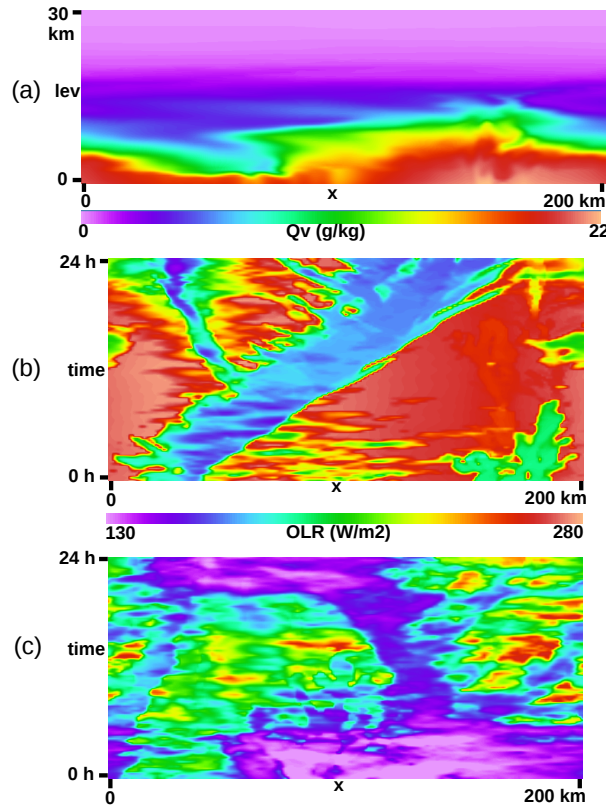 30
km
(a) lev
0
0 x 200 km
0 Qv (g/kg) 22
24 h
(b) time
0 h
0 x 200 km
130 OLR (W/m2) 280
24 h
(c) time
0 h
0 x 200 km